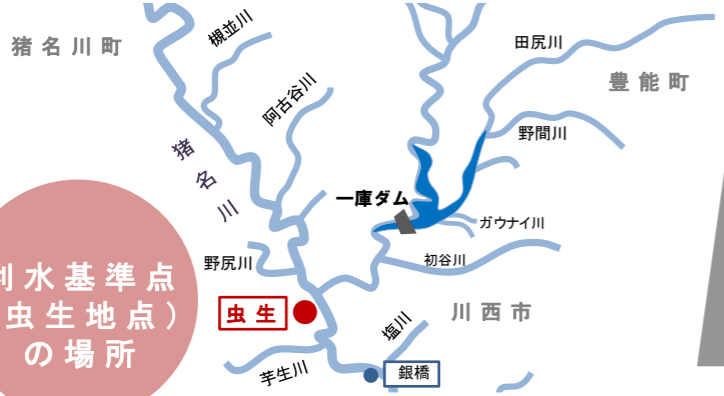 猪名川町
槻並川
阿古谷川
猪名川
田尻川
豊能町
野間川
一庫ダム
ガウナイ川
初谷川
野尻川
利水基準点
虫生地点）
の場所
虫生
川西市
塩川
芋生川
銀橋